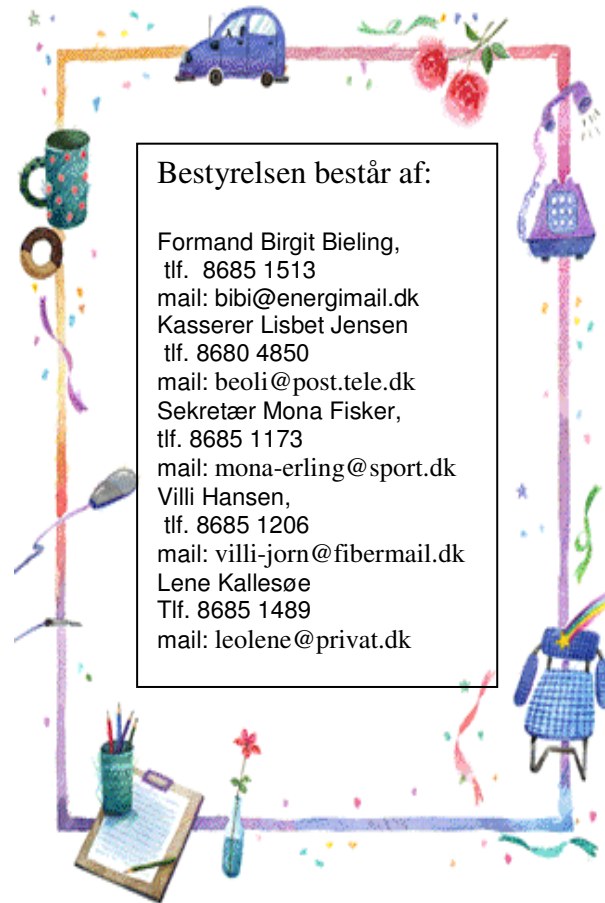 Bestyrelsen består af:
Formand Birgit Bieling,
tlf. 8685 1513
mail: bibi@energimail.dk
Kasserer Lisbet Jensen
tlf. 8680 4850
mail: beoli@post.tele.dk
Sekretær Mona Fisker,
tlf. 8685 1173
mail: mona-erling@sport.dk
Villi Hansen,
tlf. 8685 1206
mail: villi-jorn@fibermail.dk
Lene Kallesøe
Tlf. 8685 1489
mail: leolene@privat.dk